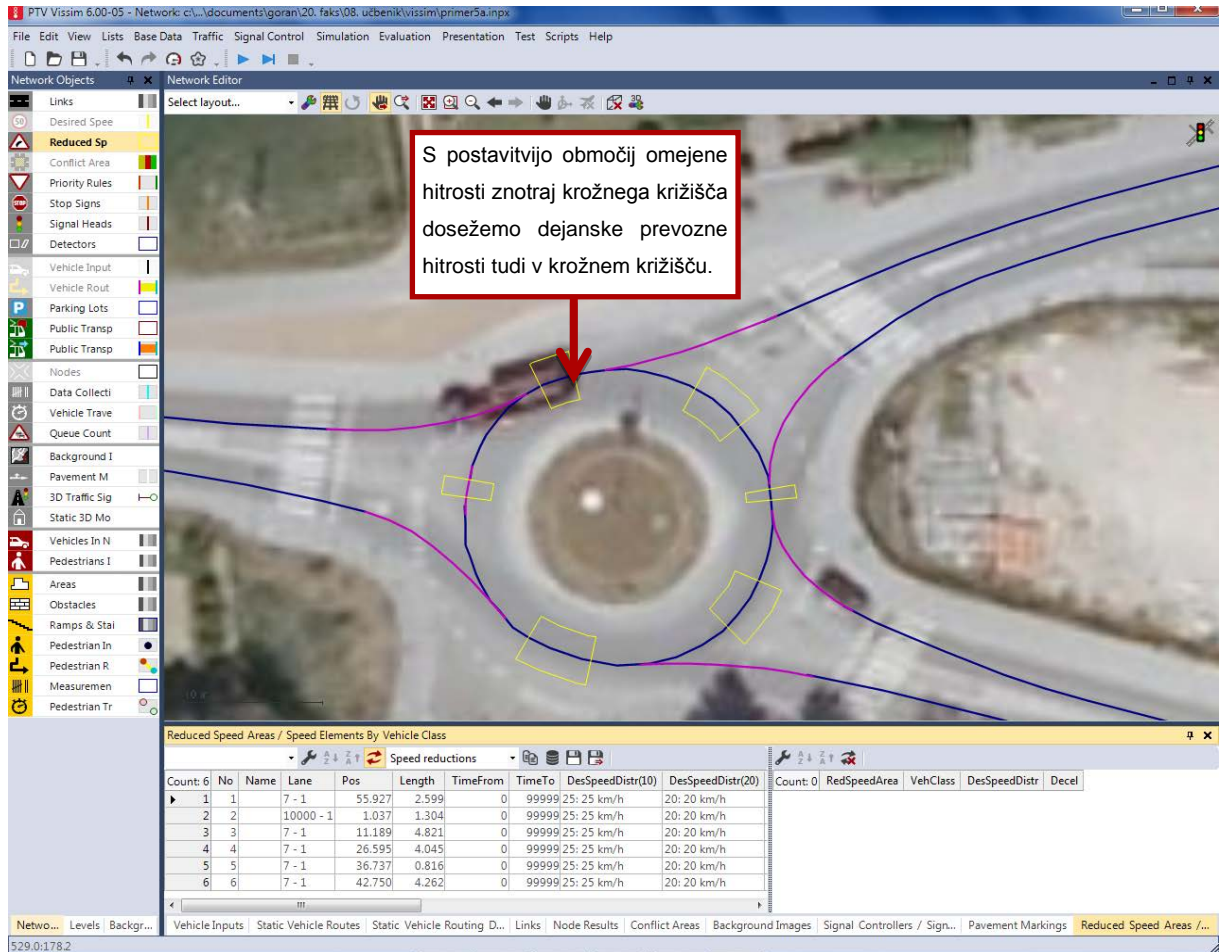 PTV Vissim 6.00-05 - Network: c:\...\documents\goran\20. faks\08. učbenik\vissim\primer5a.inpx
File Edit View Lists Base Data Traffic Signal Control Simulation Evaluation Presentation Test Scripts Help
Network Objects
Network Editor
Select layout...
Links
Desired Spee
Reduced Sp
Conflict Area
Priority Rules
Stop Signs
Signal Heads
Detectors
Vehicle Input
Vehicle Rout
Parking Lots
Public Transp
Public Transp
Nodes
Data Collecti
Vehicle Trave
Queue Count
Background I
Pavement M
3D Traffic Sig
Static 3D Mo
Vehicles In N
Pedestrians I
Areas
Obstacles
Ramps & Stai
Pedestrian In
Pedestrian R
Measuremen
Pedestrian Tr
S postavitvijo območij omejene
hitrosti znotraj krožnega križišča
dosežemo dejanske prevozne
hitrosti tudi v krožnem križišču.
Reduced Speed Areas / Speed Elements By Vehicle Class
Speed reductions
Count: 6 No Name Lane Pos Length TimeFrom TimeTo DesSpeedDistr(10) DesSpeedDistr(20)
1 1 7 - 1 55.927 2.599 0 99999 25: 25 km/h 20: 20 km/h
2 2 10000 - 1 1.037 1.304 0 99999 25: 25 km/h 20: 20 km/h
3 3 7 - 1 11.189 4.821 0 99999 25: 25 km/h 20: 20 km/h
4 4 7 - 1 26.595 4.045 0 99999 25: 25 km/h 20: 20 km/h
5 5 7 - 1 36.737 0.816 0 99999 25: 25 km/h 20: 20 km/h
6 6 7 - 1 42.750 4.262 0 99999 25: 25 km/h 20: 20 km/h
Count: 0 RedSpeedArea VehClass DesSpeedDistr Decel
Netwo... Levels Backgr...
Vehicle Inputs Static Vehicle Routes Static Vehicle Routing D... Links Node Results Conflict Areas Background Images Signal Controllers / Sign... Pavement Markings Reduced Speed Areas /...
529.0:178.2